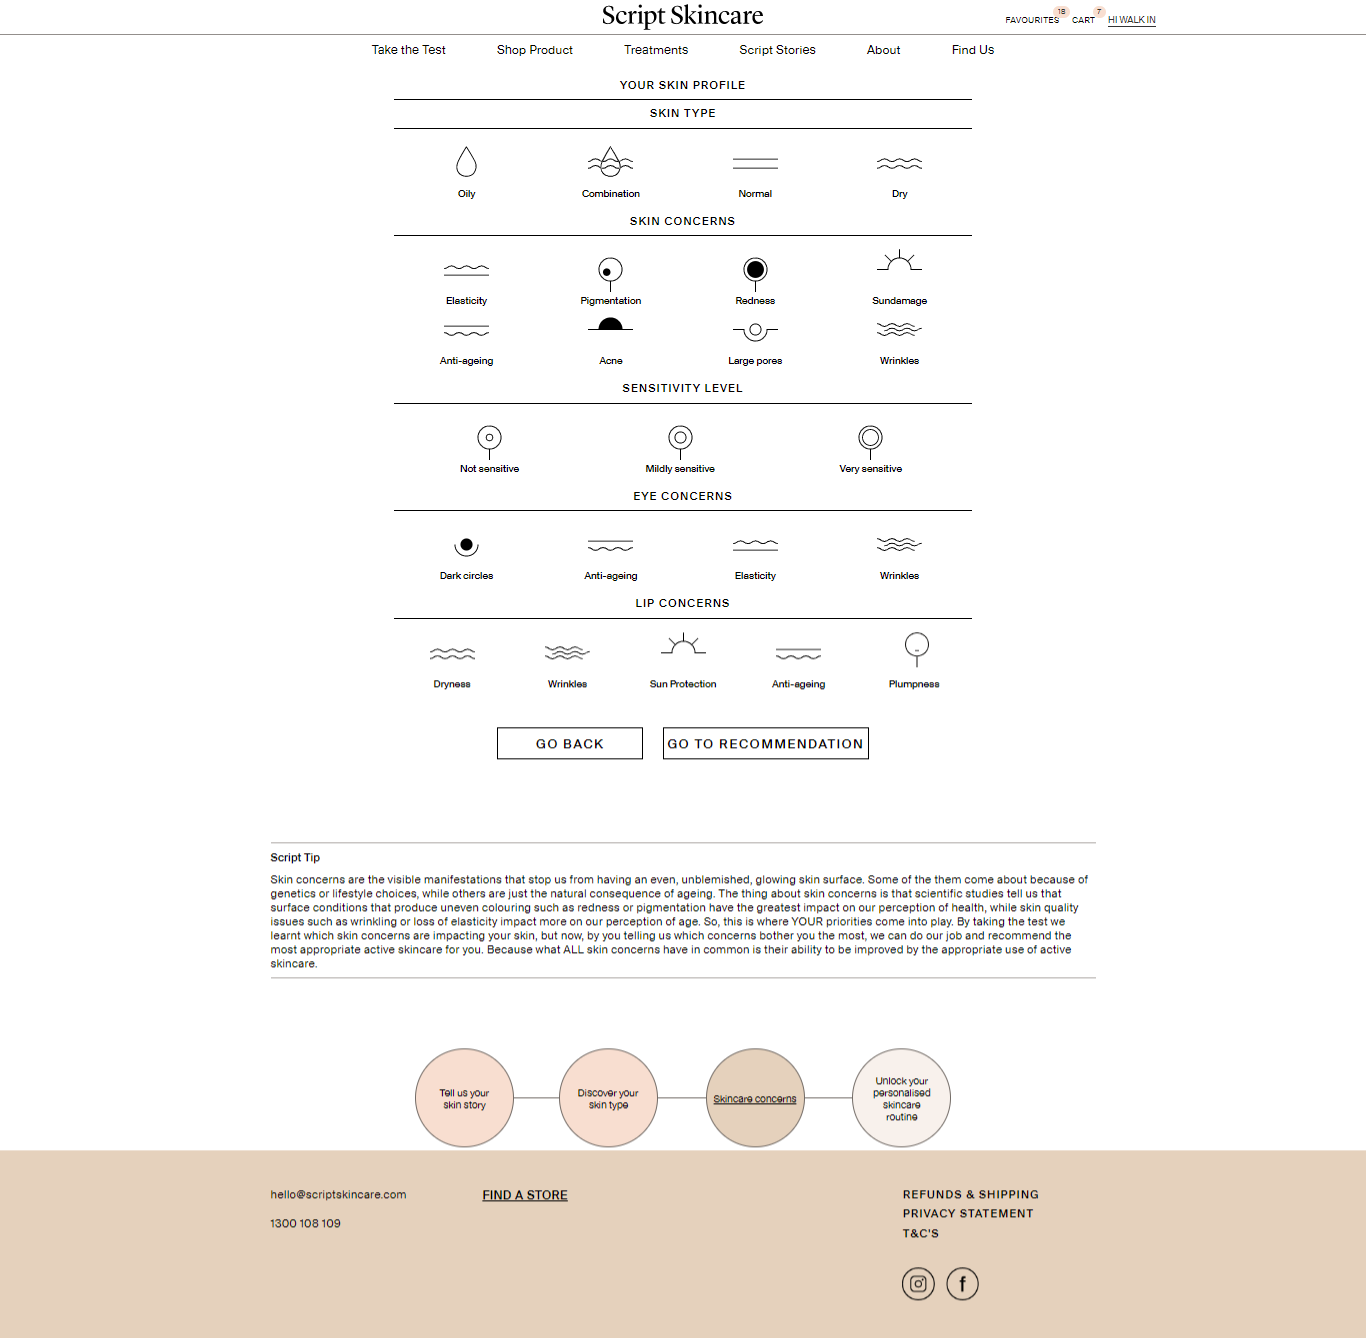 Script Skincare
FAVOURITES 18 CART 7 HI WALK IN
Take the Test Shop Product Treatments Script Stories About Find Us
YOUR SKIN PROFILE
SKIN TYPE
Oily Combination Normal Dry
SKIN CONCERNS
Elasticity Pigmentation Redness Sundamage
Anti-ageing Acne Large pores Wrinkles
SENSITIVITY LEVEL
Not sensitive Mildly sensitive Very sensitive
EYE CONCERNS
Dark circles Anti-ageing Elasticity Wrinkles
LIP CONCERNS
Dryness Wrinkles Sun Protection Anti-ageing Plumpness
GO BACK GO TO RECOMMENDATION
Script Tip
Skin concerns are the visible manifestations that stop us from having an even, unblemished, glowing skin surface. Some of the them come about because of
genetics or lifestyle choices, while others are just the natural consequence of ageing. The thing about skin concerns is that scientific studies tell us that
surface conditions that produce uneven colouring such as redness or pigmentation have the greatest impact on our perception of health, while skin quality
issues such as wrinkling or loss of elasticity impact more on our perception of age. So, this is where YOUR priorities come into play. By taking the test we
learnt which skin concerns are impacting your skin, but now, by you telling us which concerns bother you the most, we can do our job and recommend the
most appropriate active skincare for you. Because what ALL skin concerns have in common is their ability to be improved by the appropriate use of active
skincare.
Tell us your
skin story
Discover your
skin type
Skincare concerns
Unlock your
personalised
skincare
routine
hello@scriptskincare.com
1300 108 109
FIND A STORE
REFUNDS & SHIPPING
PRIVACY STATEMENT
T&C'S